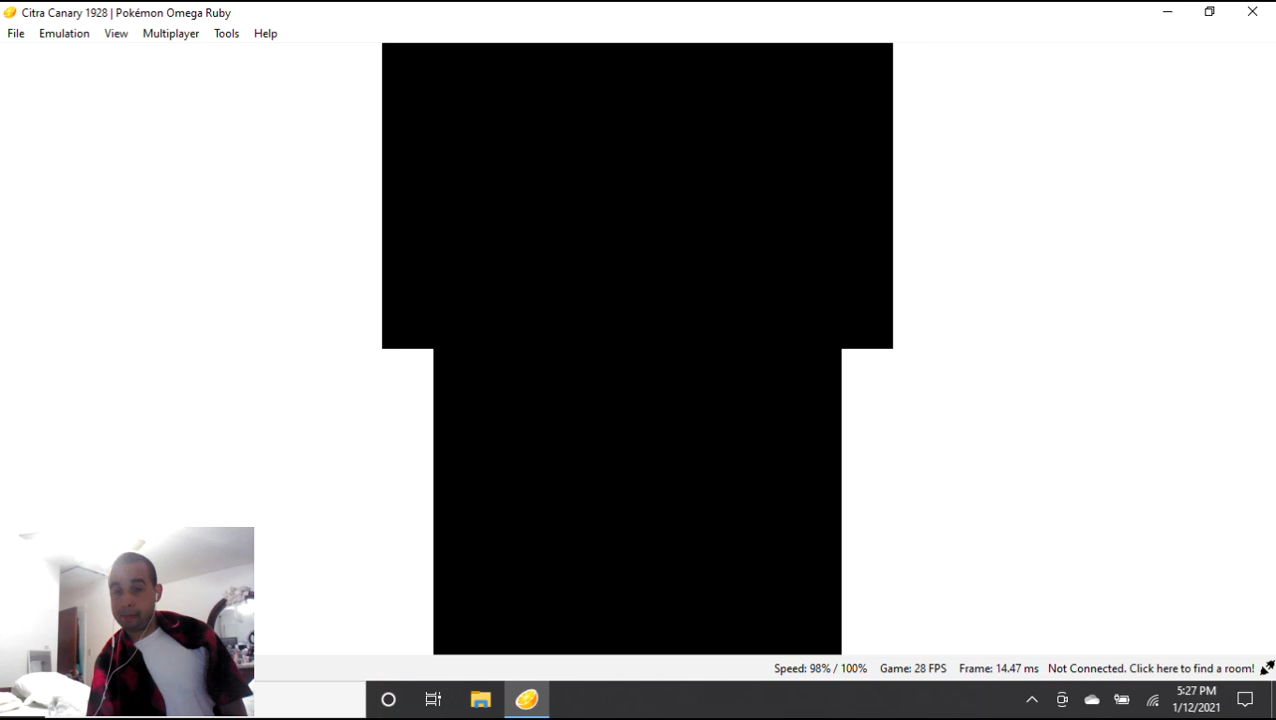 Citra Canary 1928 | Pokémon Omega Ruby
File Emulation View Multiplayer Tools Help
Speed: 98% / 100% Game: 28 FPS Frame: 14.47 ms Not Connected. Click here to find a room!
5:27 PM
1/12/2021